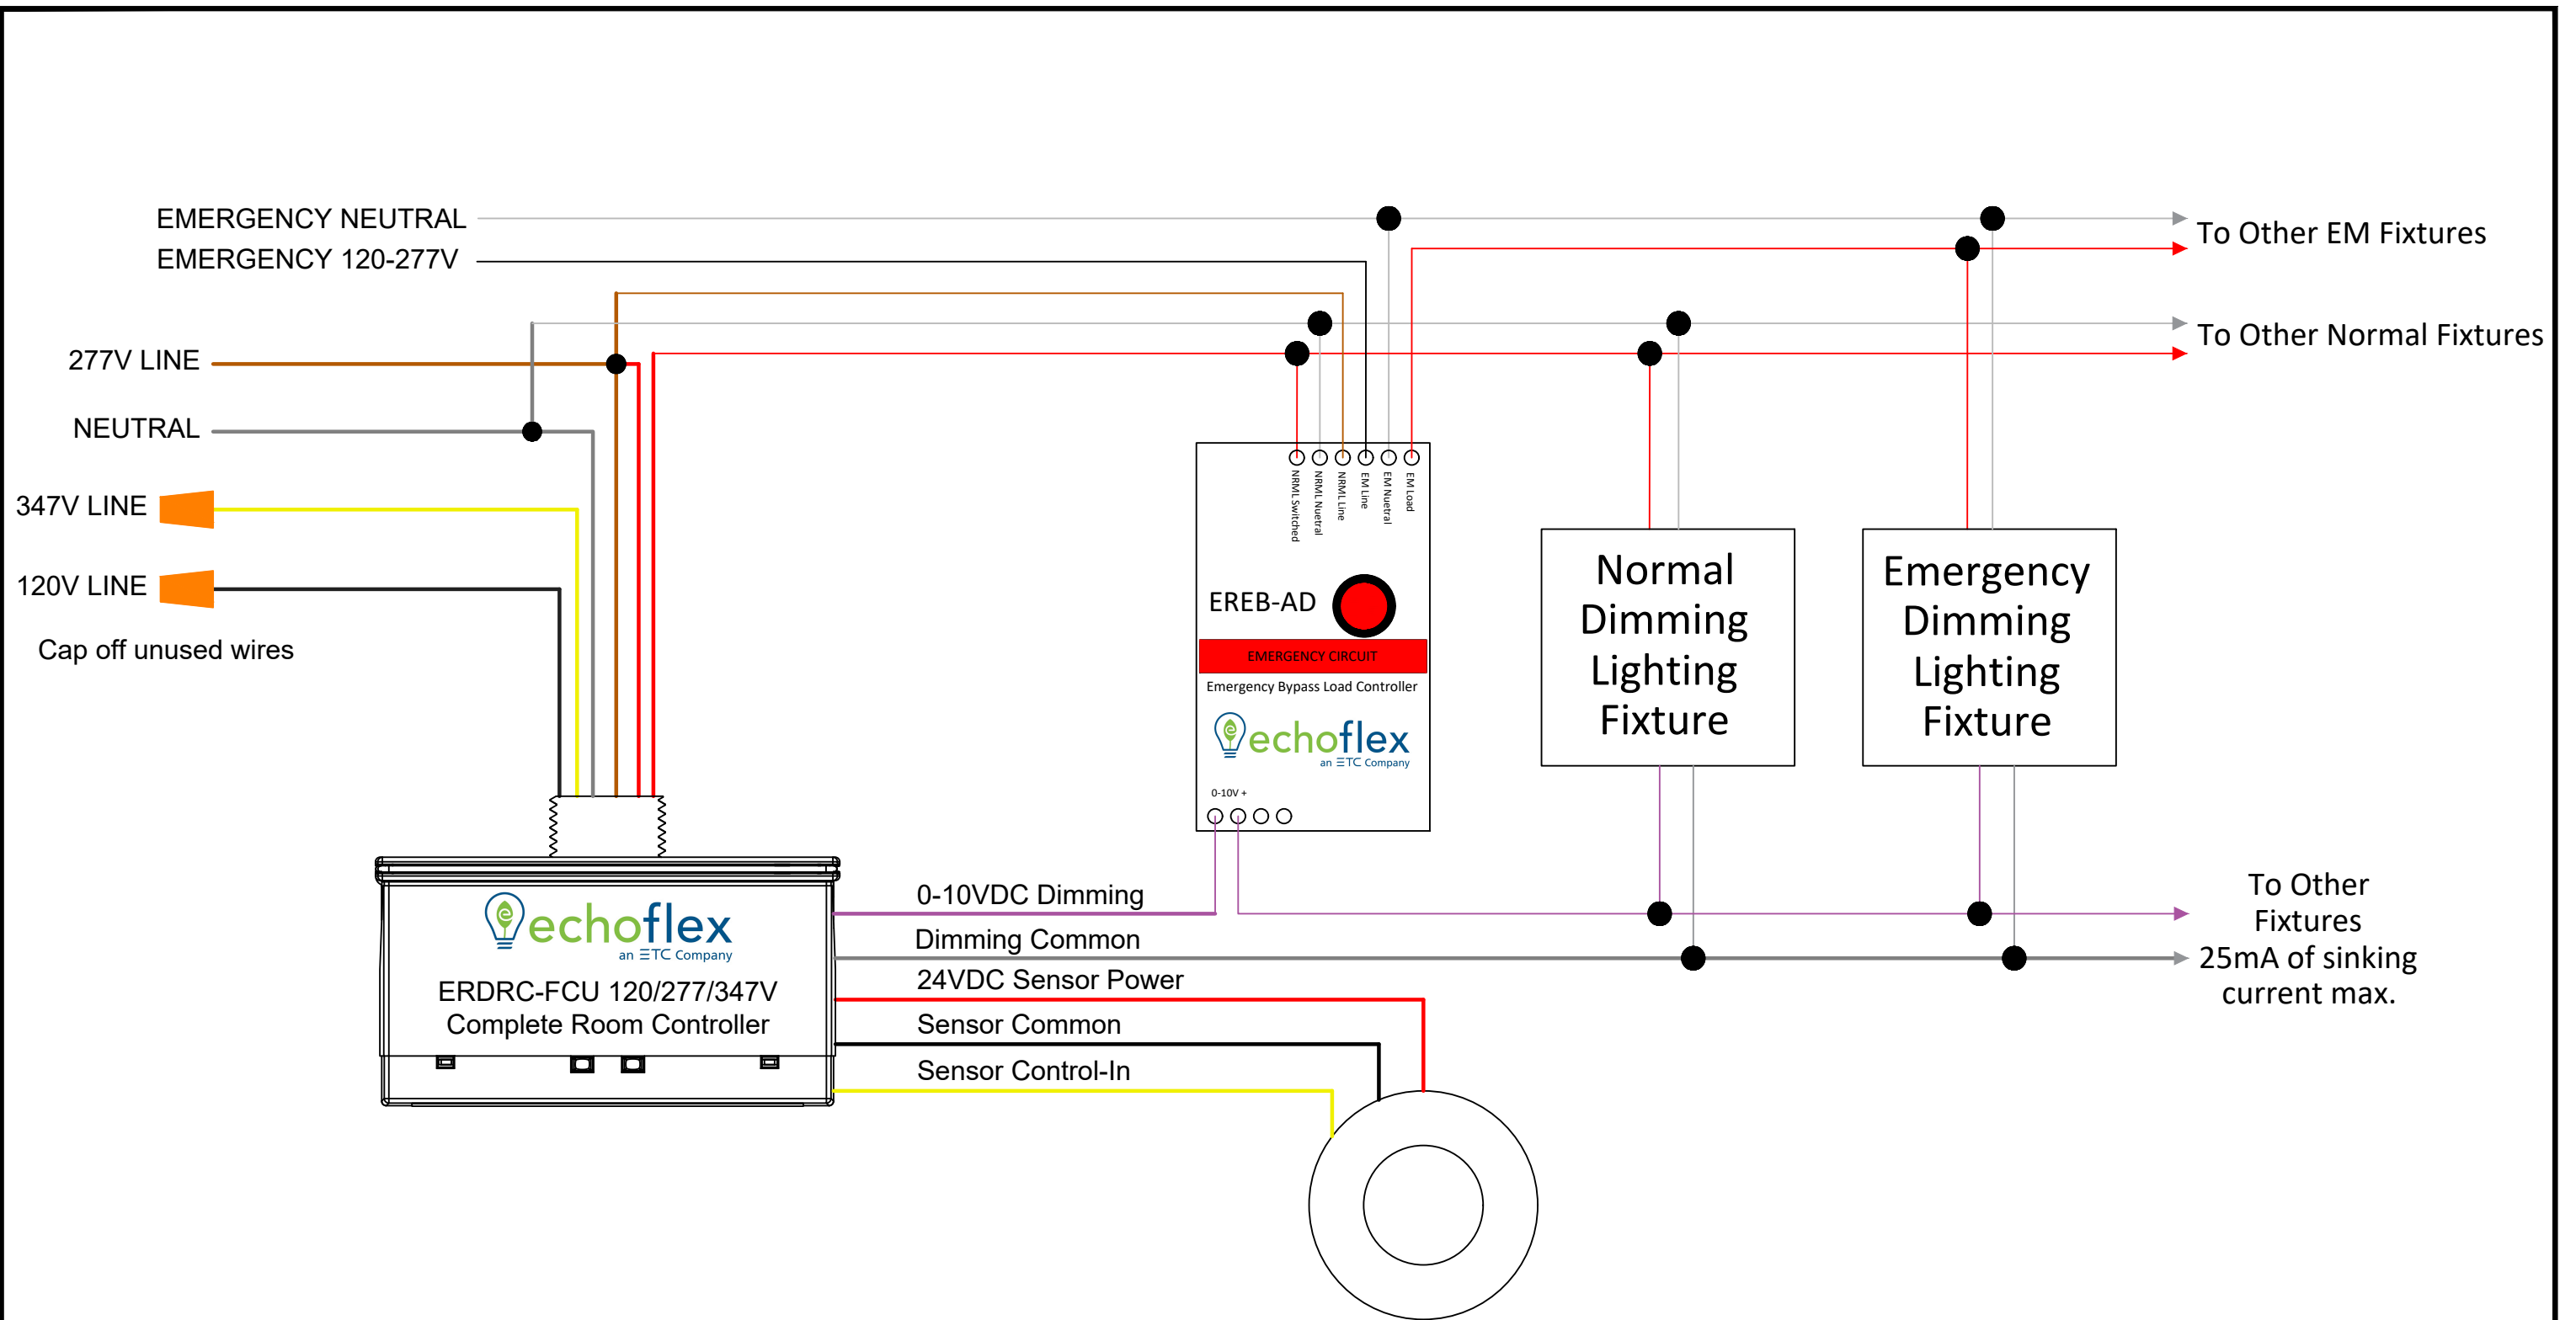 EMERGENCY NEUTRAL
EMERGENCY 120-277V
To Other EM Fixtures
277V LINE
To Other Normal Fixtures
NEUTRAL
347V LINE
120V LINE
Cap off unused wires
NRML Switched
NRML Nuetral
NRML Line
EM Line
EM Nuetral
EM Load
EREB-AD
EMERGENCY CIRCUIT
Emergency Bypass Load Controller
echoflex
an ETC Company
0-10V +
Normal
Dimming
Lighting
Fixture
Emergency
Dimming
Lighting
Fixture
echoflex
an ETC Company
ERDRC-FCU 120/277/347V
Complete Room Controller
0-10VDC Dimming
Dimming Common
24VDC Sensor Power
Sensor Common
Sensor Control-In
To Other
Fixtures
25mA of sinking
current max.